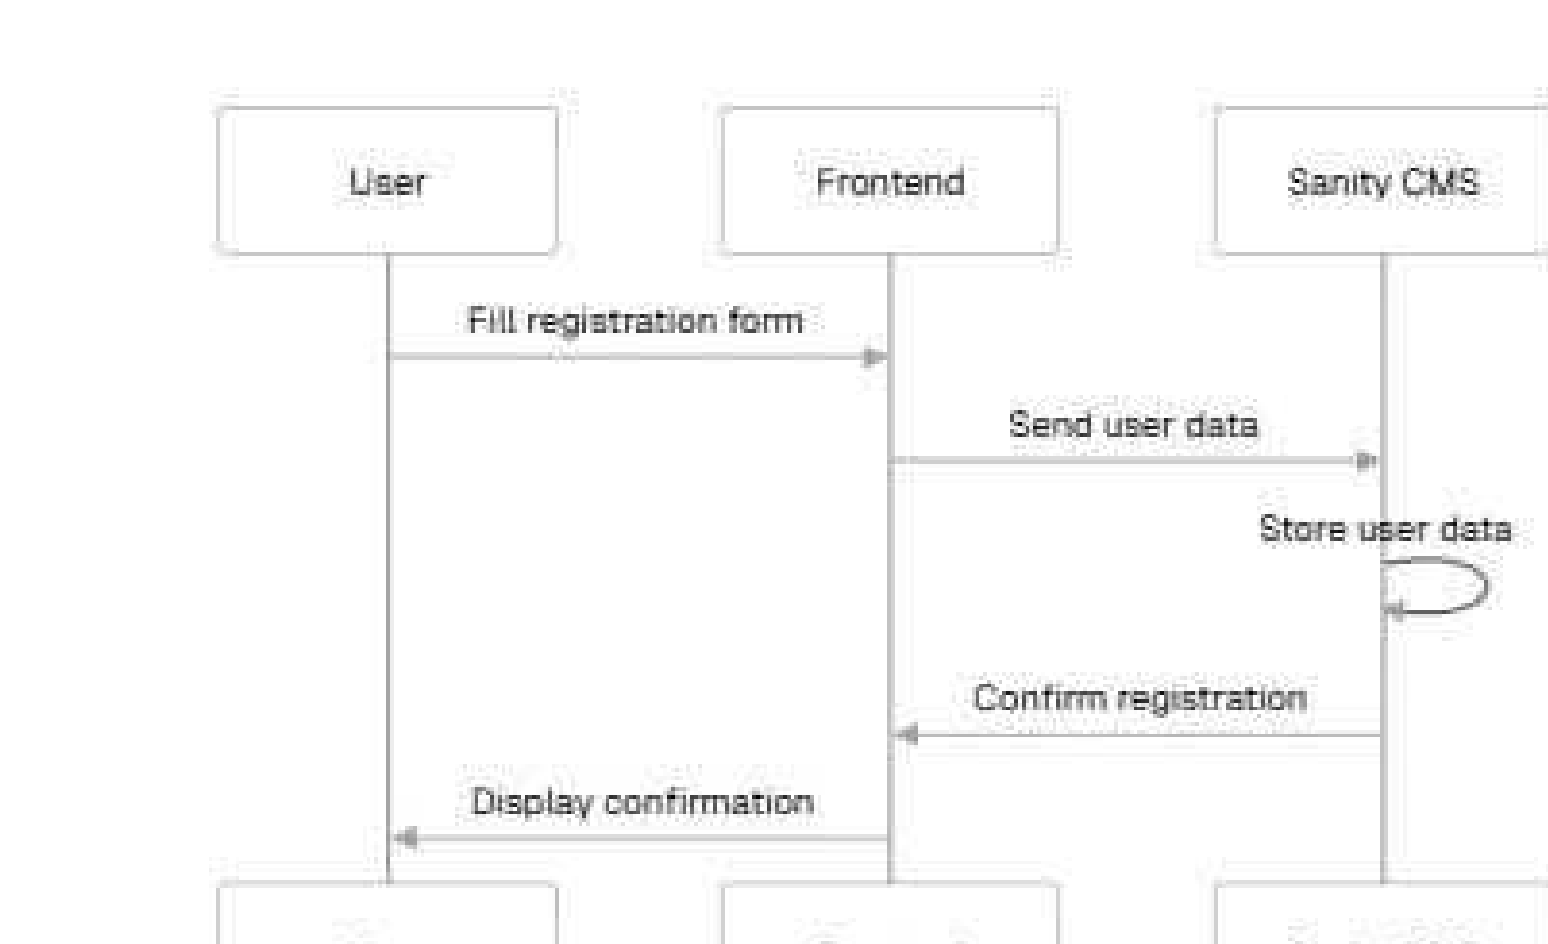 User
Frontend
Sanity CMS
Fill registration form
Send user data
Store user data
Confirm registration
Display confirmation